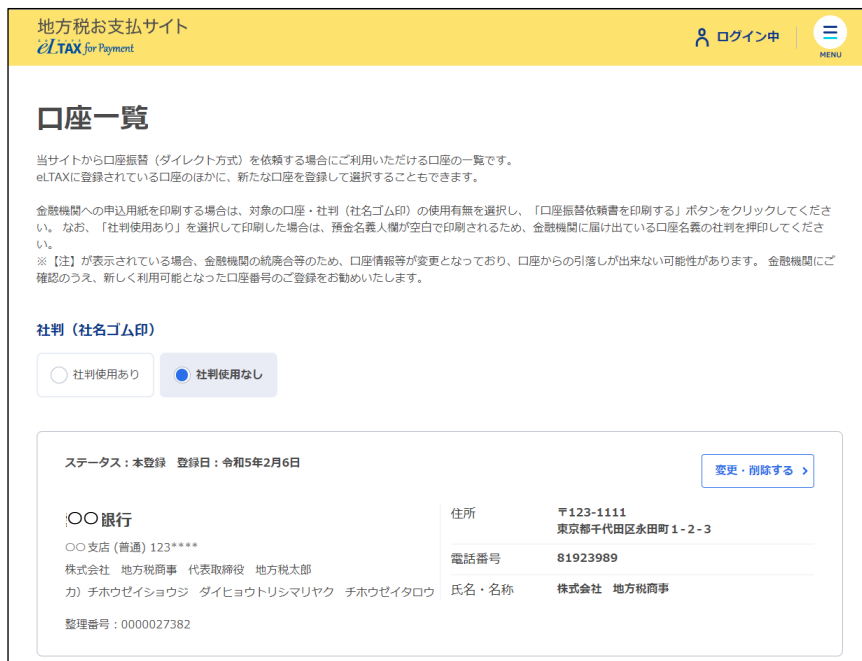 地方税お支払サイト
eLTAX for Payment
ログイン中
MENU
口座一覧
当サイトから口座振替（ダイレクト方式）を依頼する場合にご利用いただける口座の一覧です。
eLTAXに登録されている口座のほかに、新たな口座を登録して選択することもできます。
金融機関への申込用紙を印刷する場合は、対象の口座・社判（社名ゴム印）の使用有無を選択し、「口座振替依頼書を印刷する」ボタンをクリックしてくださ
い。 なお、「社判使用あり」を選択して印刷した場合は、預金名義人欄が空白で印刷されるため、金融機関に届け出ている口座名義の社判を押印してくださ
い。
※【注】が表示されている場合、金融機関の統廃合等のため、口座情報等が変更となっており、口座からの引落しが出来ない可能性があります。 金融機関にご
確認のうえ、新しく利用可能となった口座番号のご登録をお勧めいたします。
社判（社名ゴム印）
社判使用あり
社判使用なし
ステータス：本登録　登録日：令和5年2月6日
変更・削除する
〇〇銀行
〇〇支店 (普通) 123****
株式会社　地方税商事　代表取締役　地方税太郎
カ）チホウゼイショウジ　ダイヒョウトリシマリヤク　チホウゼイタロウ
整理番号：0000027382
住所
〒123-1111
東京都千代田区永田町１-２-３
電話番号
81923989
氏名・名称
株式会社　地方税商事